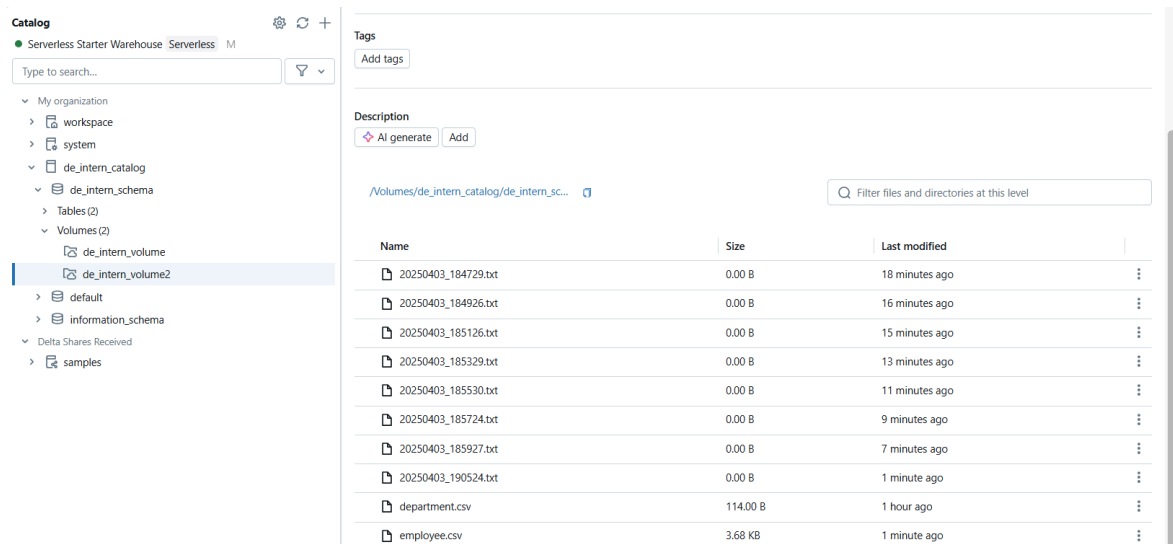 Catalog
Serverless Starter Warehouse Serverless M
Type to search...
My organization
workspace
system
de_intern_catalog
de_intern_schema
Tables (2)
Volumes (2)
de_intern_volume
de_intern_volume2
default
information_schema
Delta Shares Received
samples
Tags
Add tags
Description
AI generate Add
/Volumes/de_intern_catalog/de_intern_sc...
Filter files and directories at this level
Name Size Last modified
20250403_184729.txt 0.00 B 18 minutes ago
20250403_184926.txt 0.00 B 16 minutes ago
20250403_185126.txt 0.00 B 15 minutes ago
20250403_185329.txt 0.00 B 13 minutes ago
20250403_185530.txt 0.00 B 11 minutes ago
20250403_185724.txt 0.00 B 9 minutes ago
20250403_185927.txt 0.00 B 7 minutes ago
20250403_190524.txt 0.00 B 1 minute ago
department.csv 114.00 B 1 hour ago
employee.csv 3.68 KB 1 minute ago